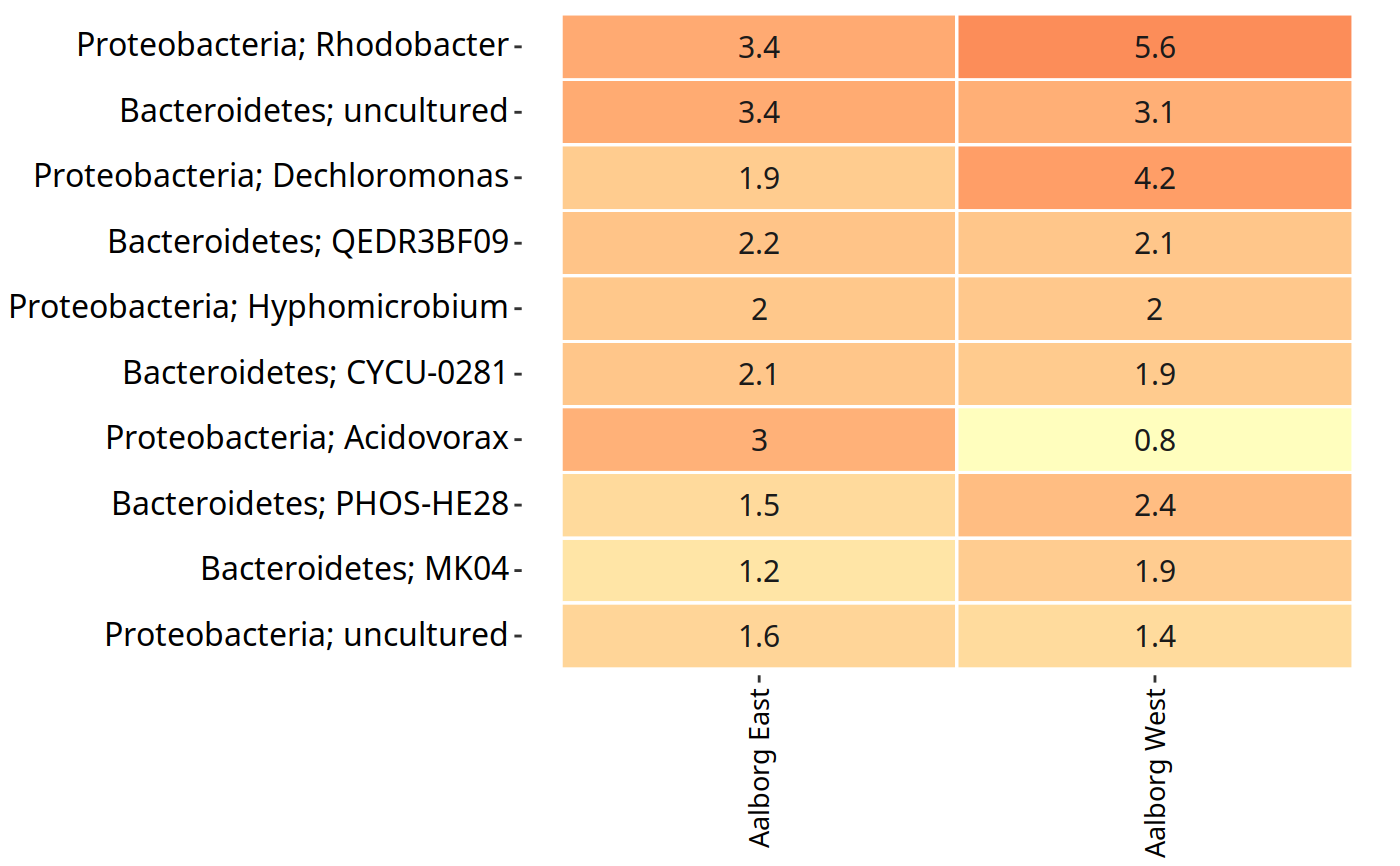 Proteobacteria; Rhodobacter 3.4 5.6
Bacteroidetes; uncultured 3.4 3.1
Proteobacteria; Dechloromonas 1.9 4.2
Bacteroidetes; QEDR3BF09 2.2 2.1
Proteobacteria; Hyphomicrobium 2 2
Bacteroidetes; CYCU-0281 2.1 1.9
Proteobacteria; Acidovorax 3 0.8
Bacteroidetes; PHOS-HE28 1.5 2.4
Bacteroidetes; MK04 1.2 1.9
Proteobacteria; uncultured 1.6 1.4
Aalborg East
Aalborg West